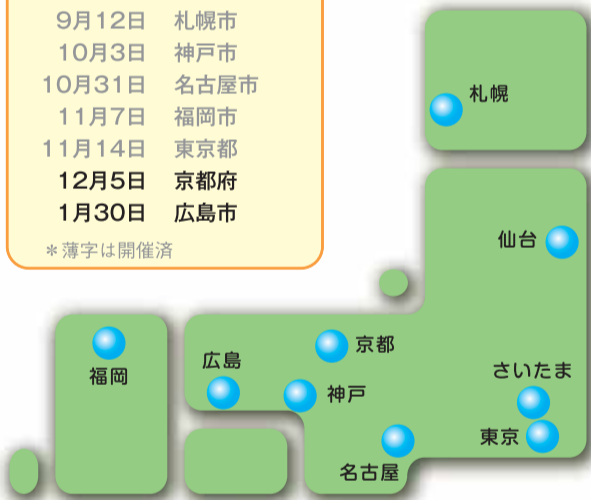 9月12日 札幌市
10月3日 神戸市
10月31日 名古屋市
11月7日 福岡市
11月14日 東京都
12月5日 京都府
1月30日 広島市
＊薄字は開催済
札幌
仙台
京都
広島
福岡
神戸
さいたま
東京
名古屋